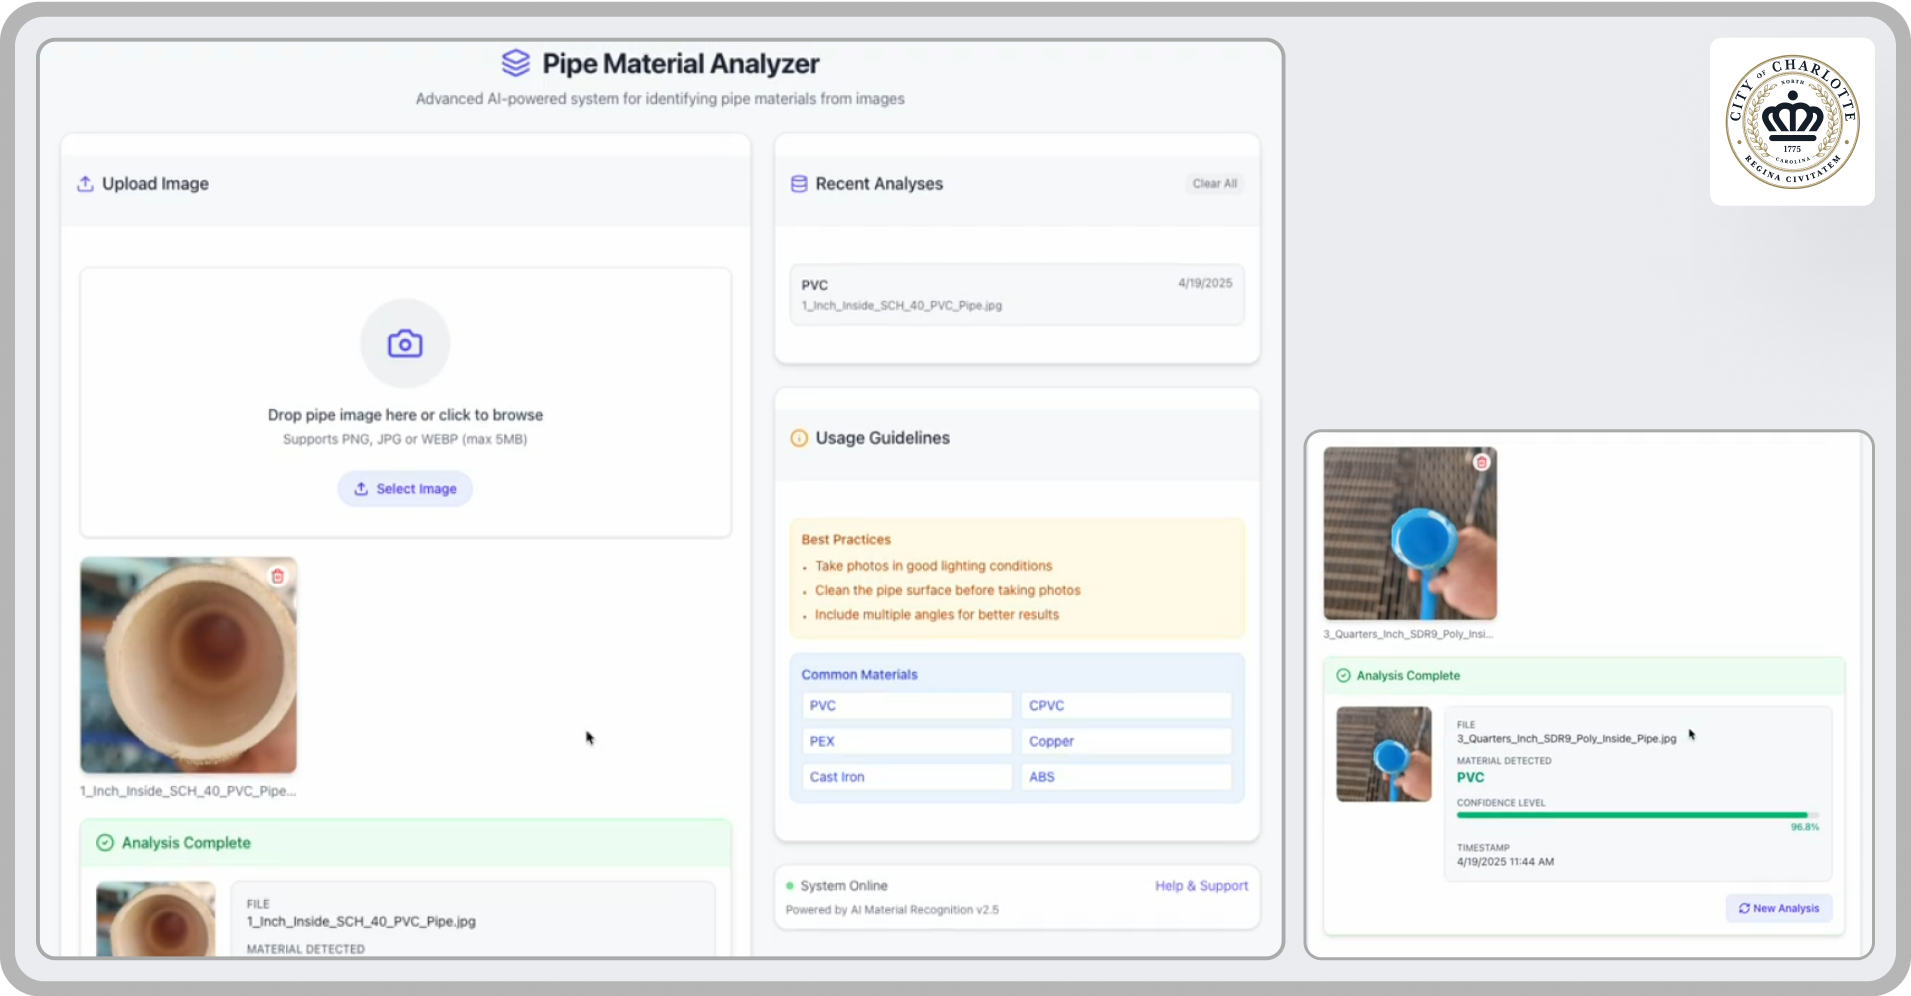 Pipe Material Analyzer
Advanced AI-powered system for identifying pipe materials from images
Upload Image
Drop pipe image here or click to browse
Supports PNG, JPG or WEBP (max 5MB)
Select Image
1_Inch_Inside_SCH_40_PVC_Pipe...
Analysis Complete
FILE
1_Inch_Inside_SCH_40_PVC_Pipe.jpg
MATERIAL DETECTED
Recent Analyses
Clear All
PVC
4/19/2025
1_Inch_Inside_SCH_40_PVC_Pipe.jpg
Usage Guidelines
Best Practices
• Take photos in good lighting conditions
• Clean the pipe surface before taking photos
• Include multiple angles for better results
Common Materials
PVC
CPVC
PEX
Copper
Cast Iron
ABS
System Online
Help & Support
Powered by AI Material Recognition v2.5
CITY OF CHARLOTTE
NORTH
1775
CAROLINA
REGINA CIVITATEM
3_Quarters_Inch_SDR9_Poly_Insi...
Analysis Complete
FILE
3_Quarters_Inch_SDR9_Poly_Inside_Pipe.jpg
MATERIAL DETECTED
PVC
CONFIDENCE LEVEL
96.8%
TIMESTAMP
4/19/2025 11:44 AM
New Analysis